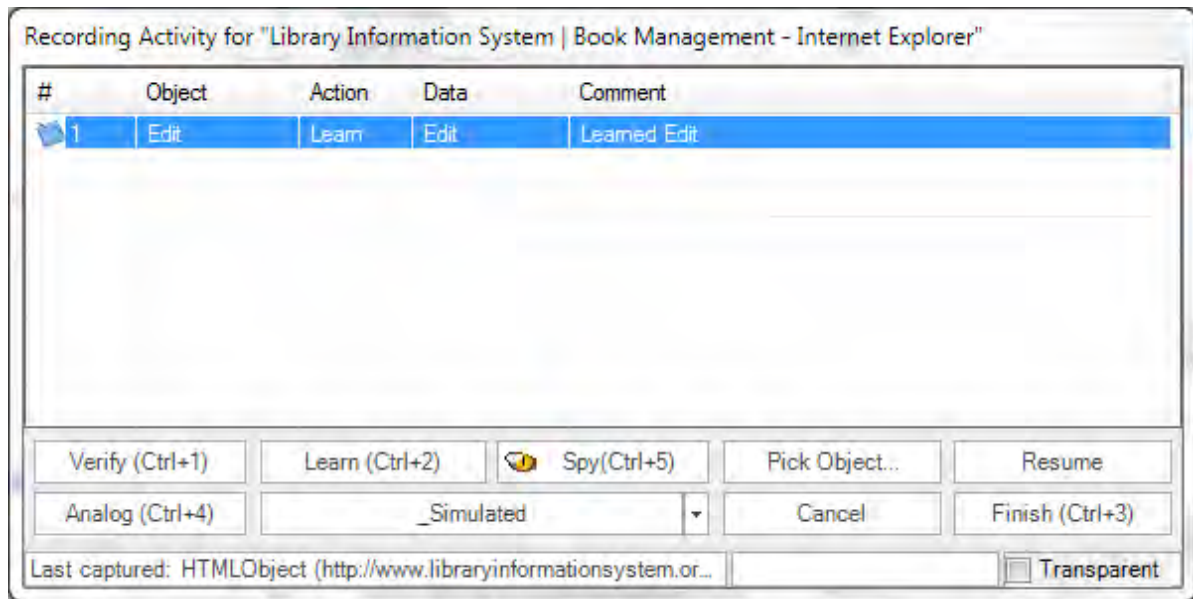 Recording Activity for "Library Information System | Book Management - Internet Explorer"
# Object Action Data Comment
1 Edit Learn Edit Learned Edit
Verify (Ctrl+1) Learn (Ctrl+2) Spy(Ctrl+5) Pick Object... Resume
Analog (Ctrl+4) _Simulated Cancel Finish (Ctrl+3)
Last captured: HTMLObject (http://www.libraryinformationsystem.or... Transparent